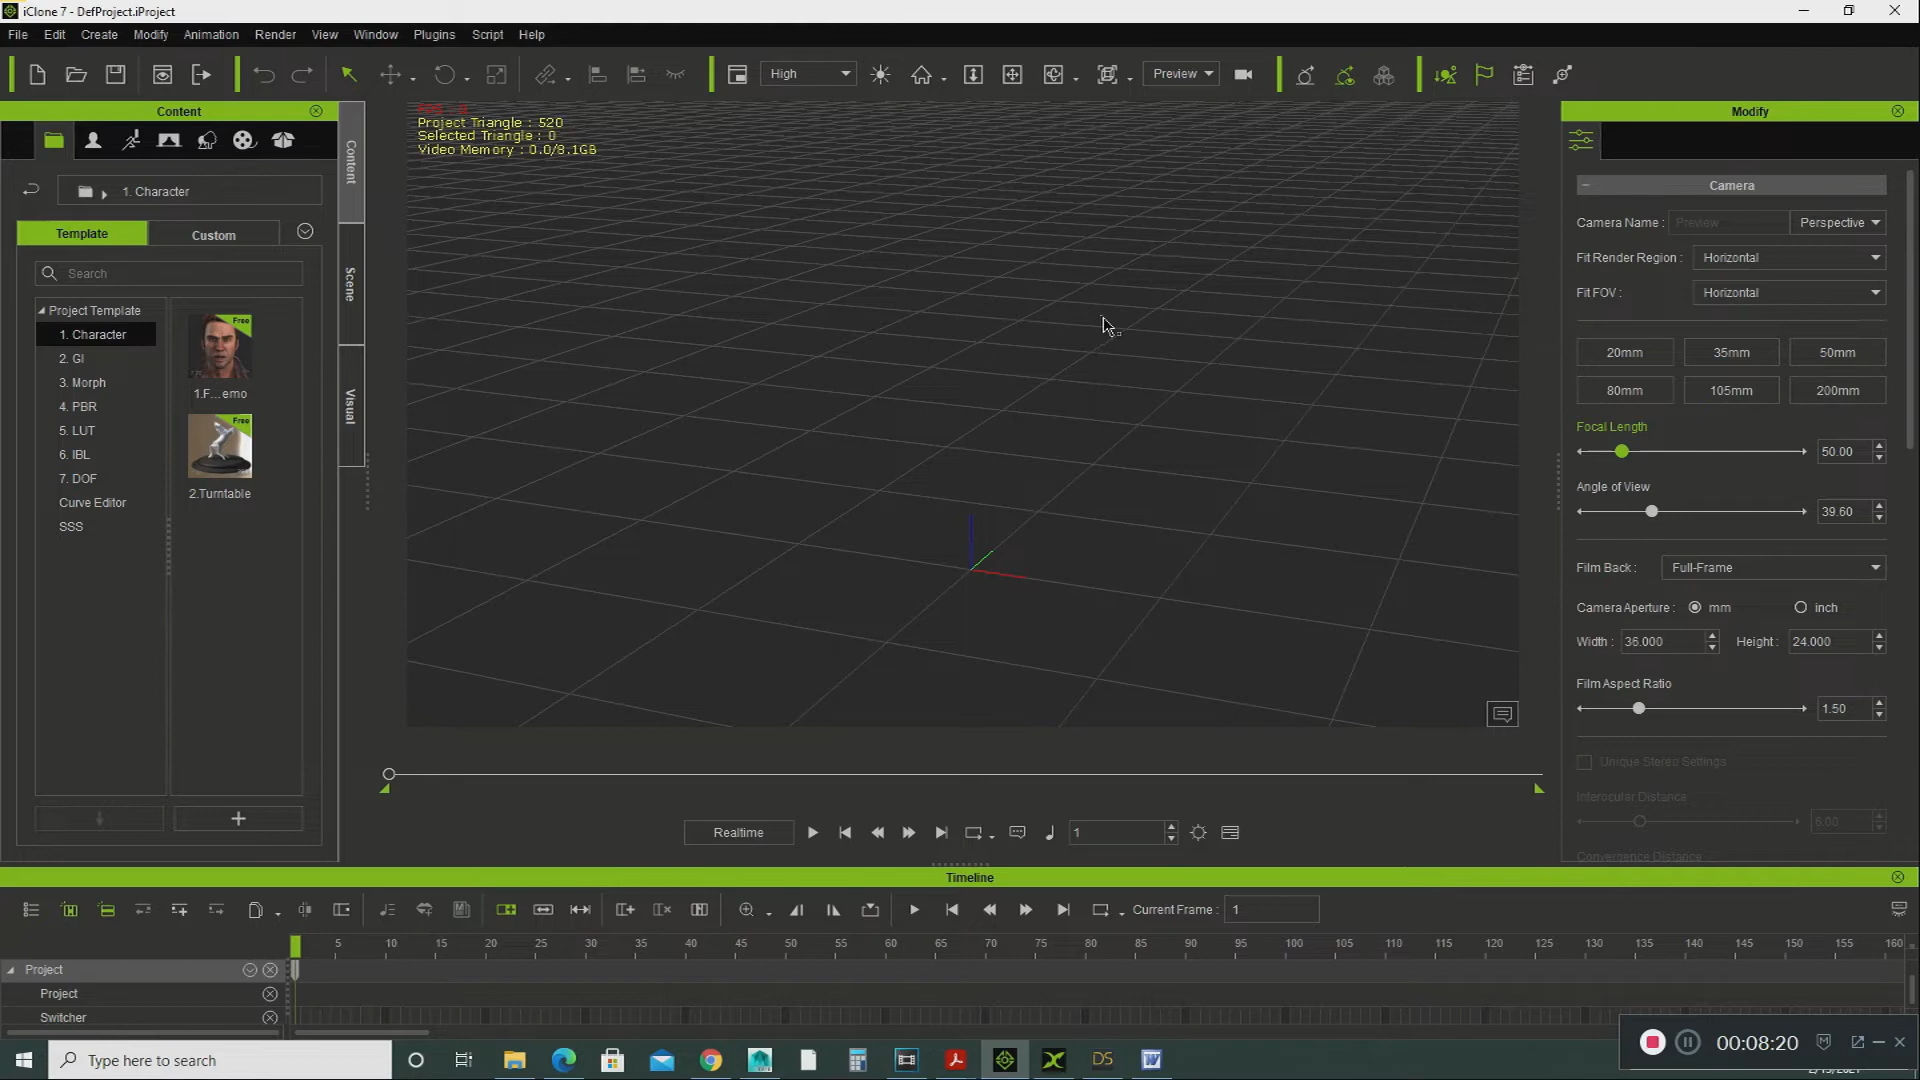 iClone 7 - DefProject.iProject
File Edit Create Modify Animation Render View Window Plugins Script Help
High Preview
Content
1. Character
Template Custom
Search
Project Template
1. Character
2. GI
3. Morph
4. PBR
5. LUT
6. IBL
7. DOF
Curve Editor
SSS
Free
1.F...emo
Free
2.Turntable
Content
Scene
Visual
Project Triangle : 520
Selected Triangle : 0
Video Memory : 0.0/8.1GB
Realtime 1
Modify
Camera
Camera Name : Preview Perspective
Fit Render Region : Horizontal
Fit FOV : Horizontal
20mm 35mm 50mm
80mm 105mm 200mm
Focal Length
50.00
Angle of View
39.60
Film Back : Full-Frame
Camera Aperture : mm inch
Width : 36.000 Height : 24.000
Film Aspect Ratio
1.50
Unique Stereo Settings
Interocular Distance
6.00
Convergence Distance
Timeline
Current Frame : 1
5 10 15 20 25 30 35 40 45 50 55 60 65 70 75 80 85 90 95 100 105 110 115 120 125 130 135 140 145 150 155 160
Project
Project
Switcher
Type here to search
DS
00:08:20